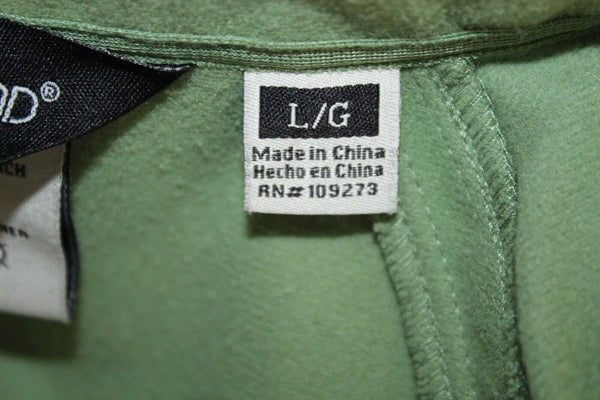 L/G
Made in China
Hecho en China
RN#109273
®